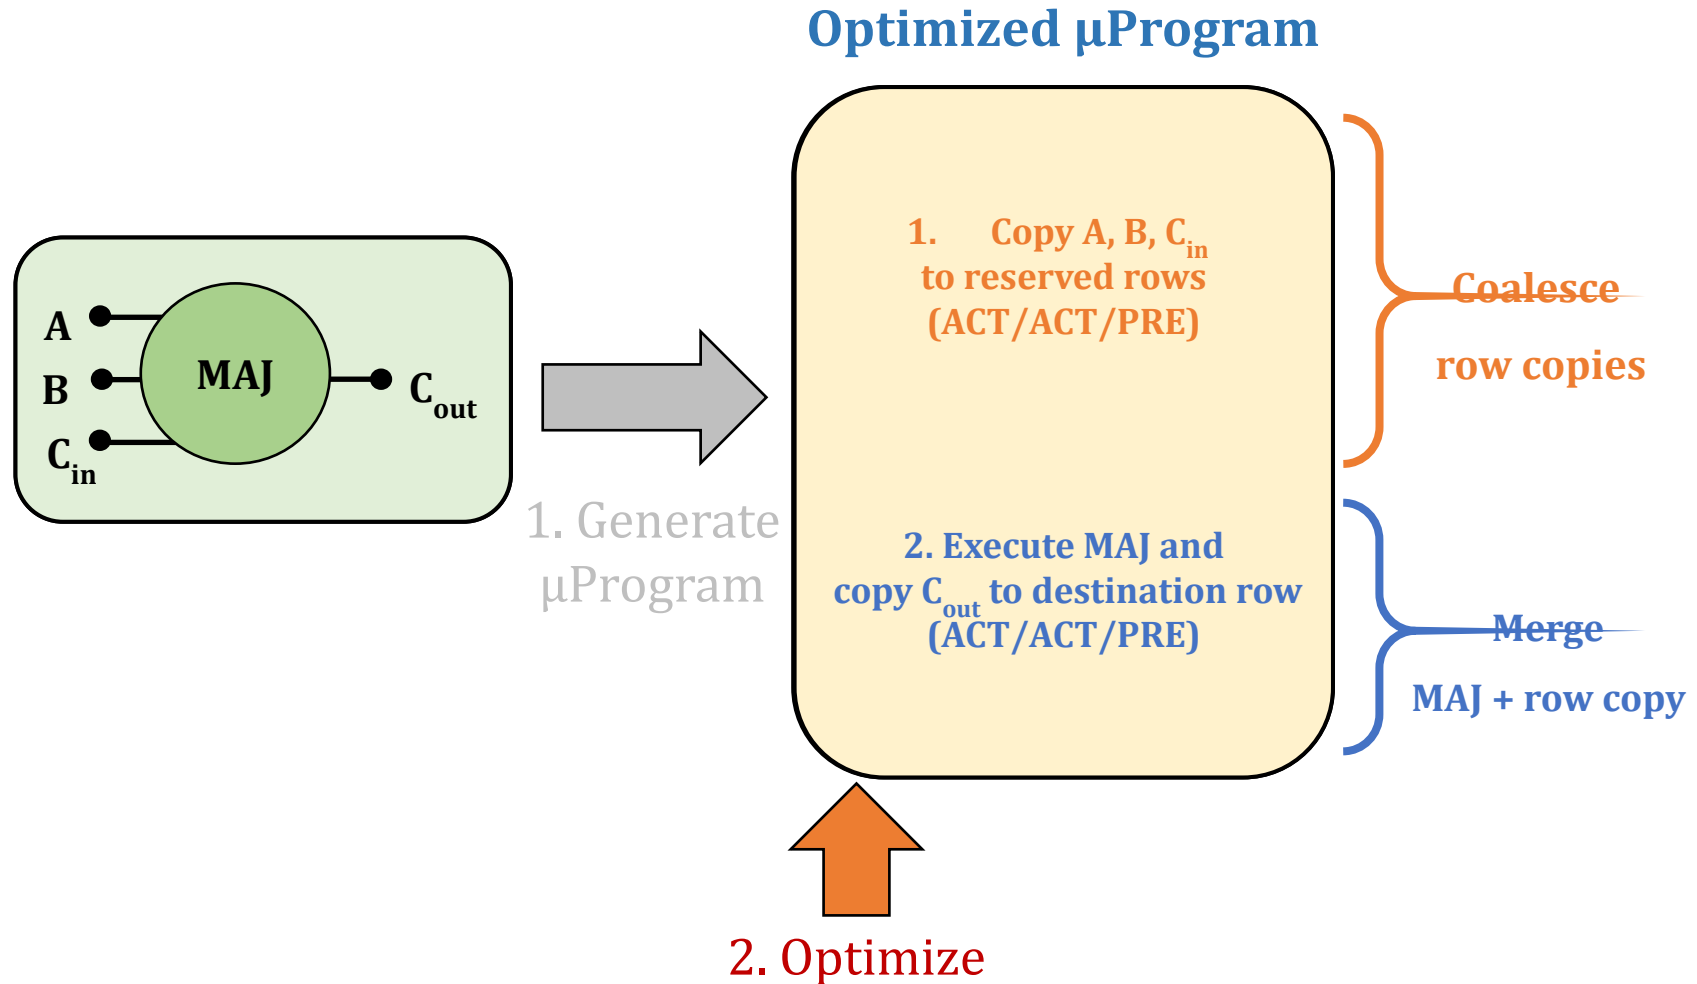 Optimized μProgram
A
B
C_in
MAJ
C_out
1. Generate
μProgram
1. Copy A, B, C_in
to reserved rows
(ACT/ACT/PRE)
2. Execute MAJ and
copy C_out to destination row
(ACT/ACT/PRE)
Coalesce
row copies
Merge
MAJ + row copy
2. Optimize